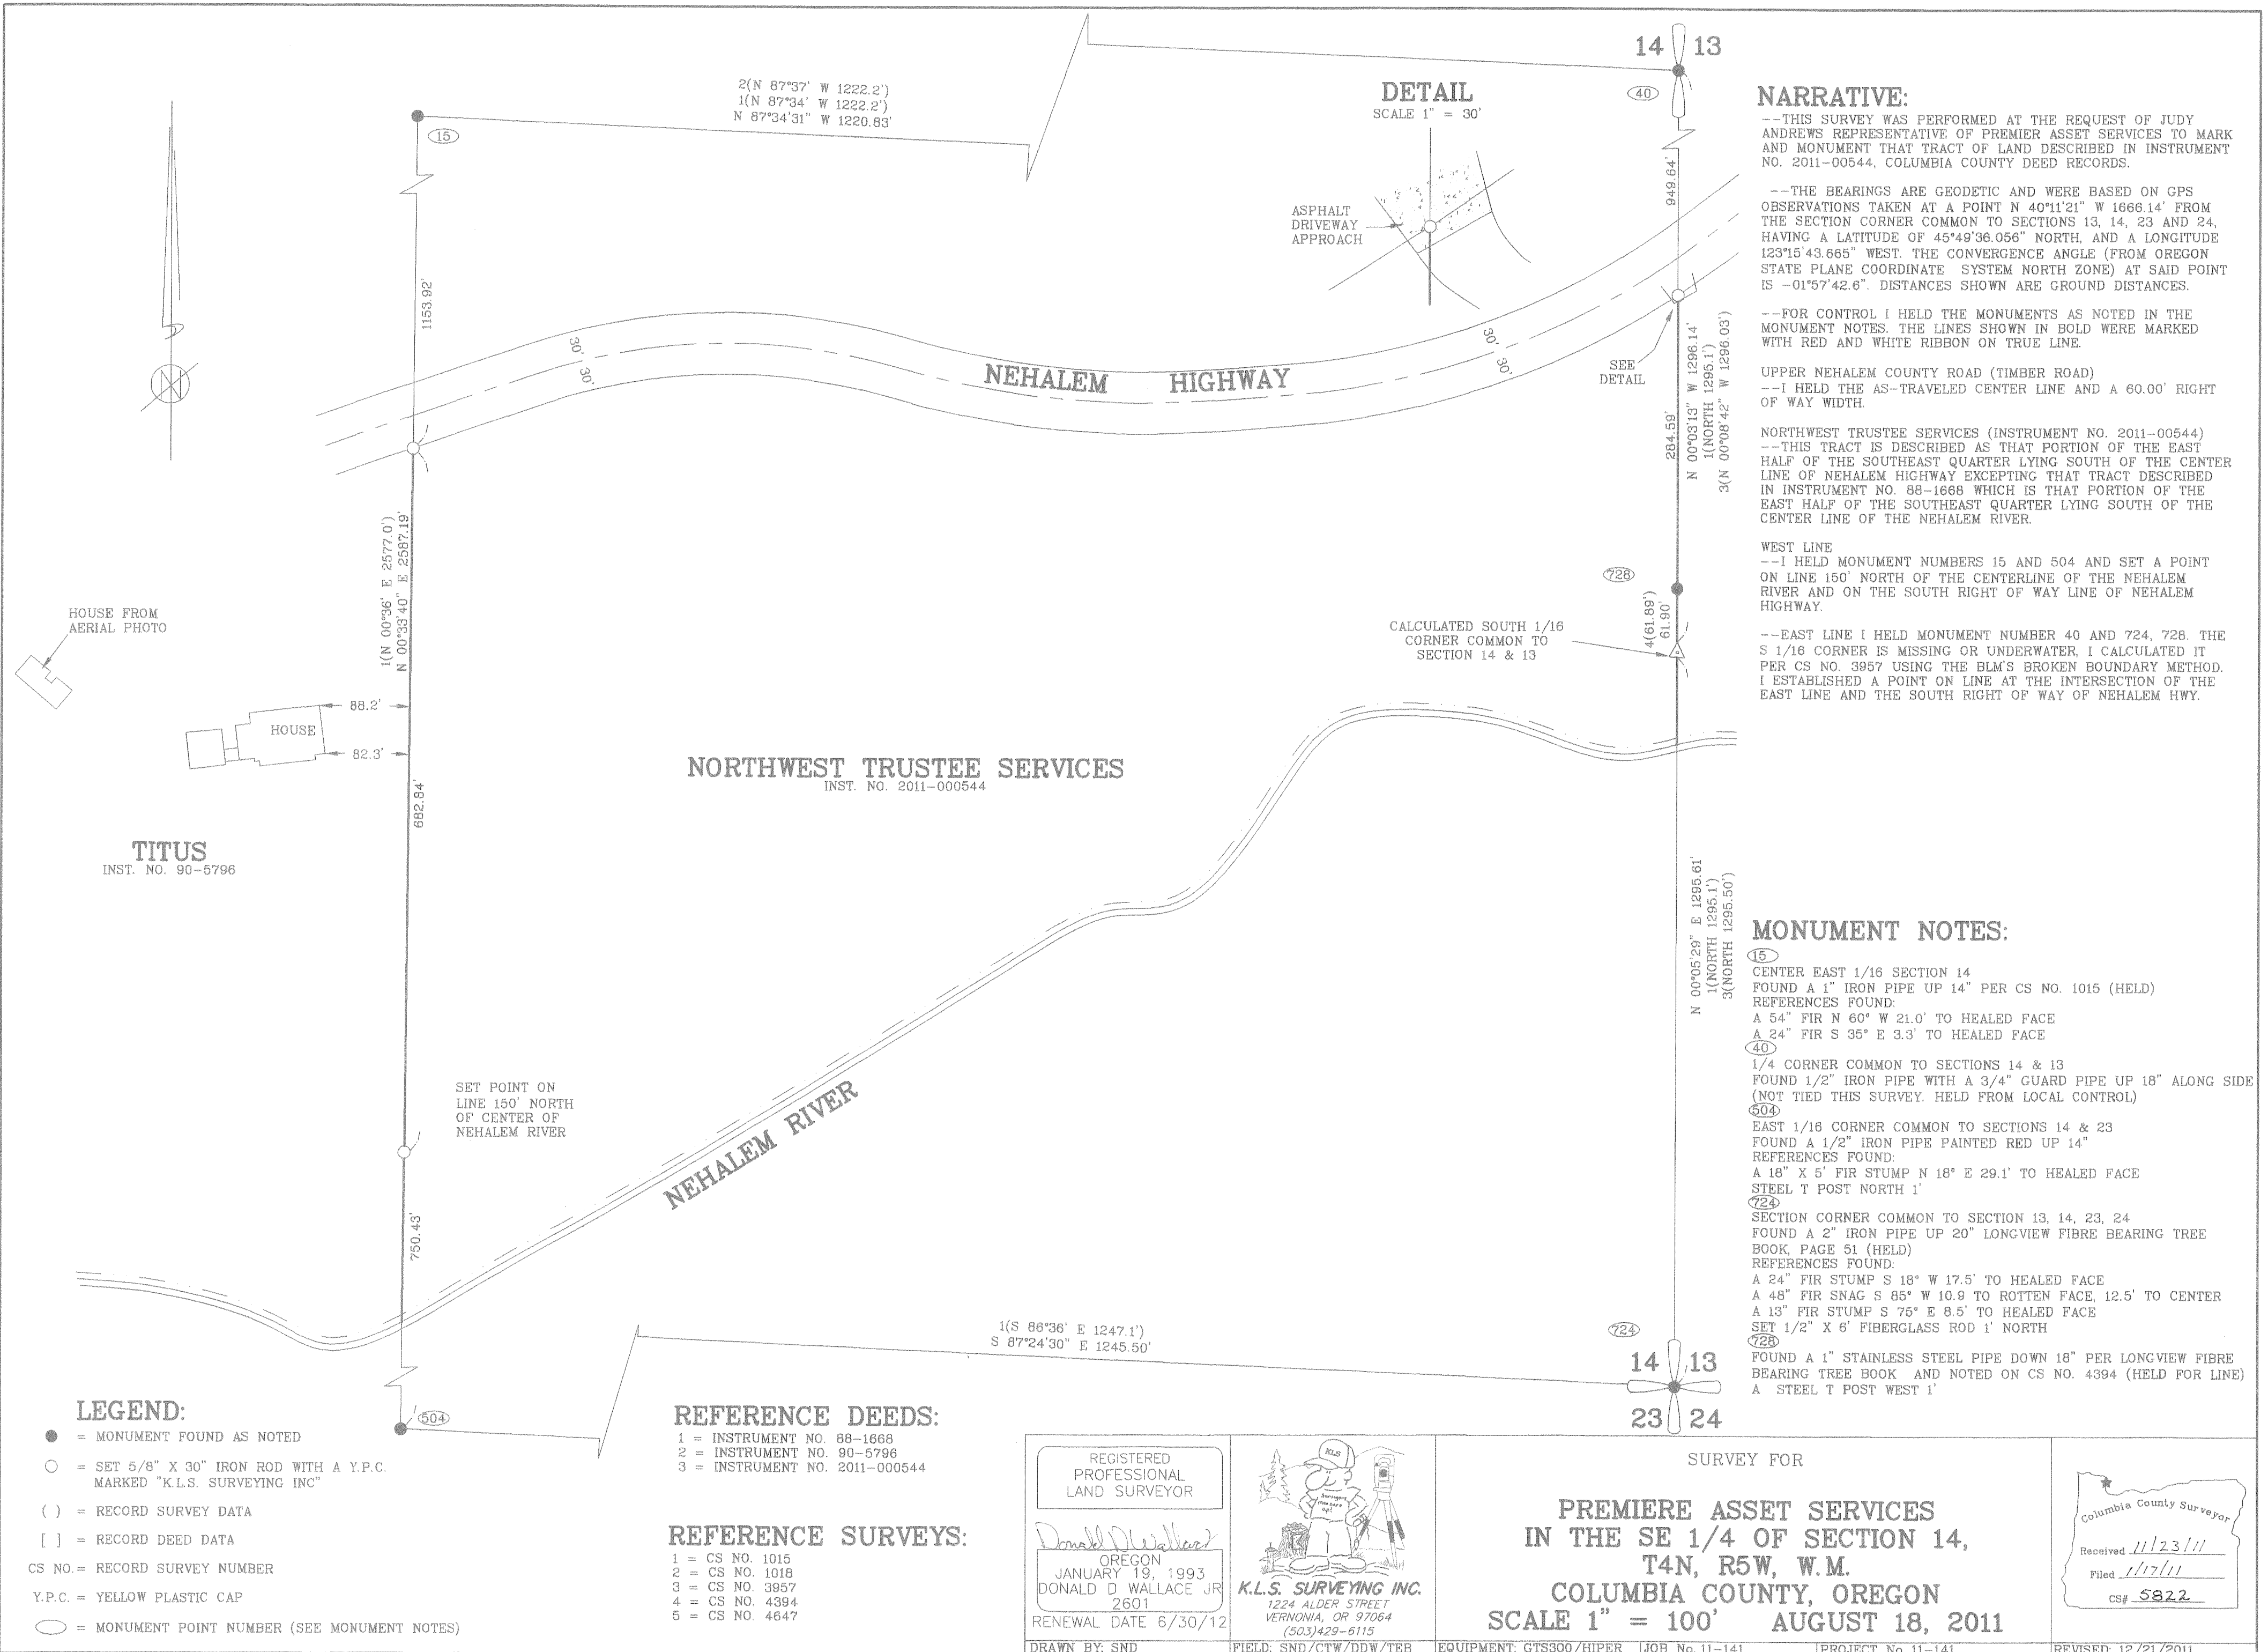 14 13
40
2(N 87°37' W 1222.2')
1(N 87°34' W 1222.2')
N 87°34'31" W 1220.83'
15
DETAIL
SCALE 1" = 30'
ASPHALT
DRIVEWAY
APPROACH
949.64'
1153.92'
N
30'
30'
NEHALEM HIGHWAY
30'
30'
SEE
DETAIL
284.59'
N 00°03'13" W 1296.14'
1(NORTH 1295.1')
3(N 00°08'42" W 1296.03')
1(N 00°36' E 2577.0')
N 00°33'40" E 2587.19'
728
4(61.89')
61.90'
CALCULATED SOUTH 1/16
CORNER COMMON TO
SECTION 14 & 13
HOUSE FROM
AERIAL PHOTO
88.2'
HOUSE
82.3'
682.84'
NORTHWEST TRUSTEE SERVICES
INST. NO. 2011-000544
TITUS
INST. NO. 90-5796
N 00°05'29" E 1295.61'
1(NORTH 1295.1')
3(NORTH 1295.50')
SET POINT ON
LINE 150' NORTH
OF CENTER OF
NEHALEM RIVER
NEHALEM RIVER
750.43'
1(S 86°36' E 1247.1')
S 87°24'30" E 1245.50'
724
14 13
23 24
504
NARRATIVE:
--THIS SURVEY WAS PERFORMED AT THE REQUEST OF JUDY
ANDREWS REPRESENTATIVE OF PREMIER ASSET SERVICES TO MARK
AND MONUMENT THAT TRACT OF LAND DESCRIBED IN INSTRUMENT
NO. 2011-00544, COLUMBIA COUNTY DEED RECORDS.
--THE BEARINGS ARE GEODETIC AND WERE BASED ON GPS
OBSERVATIONS TAKEN AT A POINT N 40°11'21" W 1666.14' FROM
THE SECTION CORNER COMMON TO SECTIONS 13, 14, 23 AND 24,
HAVING A LATITUDE OF 45°49'36.056" NORTH, AND A LONGITUDE
123°15'43.665" WEST. THE CONVERGENCE ANGLE (FROM OREGON
STATE PLANE COORDINATE SYSTEM NORTH ZONE) AT SAID POINT
IS -01°57'42.6". DISTANCES SHOWN ARE GROUND DISTANCES.
--FOR CONTROL I HELD THE MONUMENTS AS NOTED IN THE
MONUMENT NOTES. THE LINES SHOWN IN BOLD WERE MARKED
WITH RED AND WHITE RIBBON ON TRUE LINE.
UPPER NEHALEM COUNTY ROAD (TIMBER ROAD)
--I HELD THE AS-TRAVELED CENTER LINE AND A 60.00' RIGHT
OF WAY WIDTH.
NORTHWEST TRUSTEE SERVICES (INSTRUMENT NO. 2011-00544)
--THIS TRACT IS DESCRIBED AS THAT PORTION OF THE EAST
HALF OF THE SOUTHEAST QUARTER LYING SOUTH OF THE CENTER
LINE OF NEHALEM HIGHWAY EXCEPTING THAT TRACT DESCRIBED
IN INSTRUMENT NO. 88-1668 WHICH IS THAT PORTION OF THE
EAST HALF OF THE SOUTHEAST QUARTER LYING SOUTH OF THE
CENTER LINE OF THE NEHALEM RIVER.
WEST LINE
--I HELD MONUMENT NUMBERS 15 AND 504 AND SET A POINT
ON LINE 150' NORTH OF THE CENTERLINE OF THE NEHALEM
RIVER AND ON THE SOUTH RIGHT OF WAY LINE OF NEHALEM
HIGHWAY.
--EAST LINE I HELD MONUMENT NUMBER 40 AND 724, 728. THE
S 1/16 CORNER IS MISSING OR UNDERWATER, I CALCULATED IT
PER CS NO. 3957 USING THE BLM'S BROKEN BOUNDARY METHOD.
I ESTABLISHED A POINT ON LINE AT THE INTERSECTION OF THE
EAST LINE AND THE SOUTH RIGHT OF WAY OF NEHALEM HWY.
MONUMENT NOTES:
15
CENTER EAST 1/16 SECTION 14
FOUND A 1" IRON PIPE UP 14" PER CS NO. 1015 (HELD)
REFERENCES FOUND:
A 54" FIR N 60° W 21.0' TO HEALED FACE
A 24" FIR S 35° E 3.3' TO HEALED FACE
40
1/4 CORNER COMMON TO SECTIONS 14 & 13
FOUND 1/2" IRON PIPE WITH A 3/4" GUARD PIPE UP 18" ALONG SIDE
(NOT TIED THIS SURVEY. HELD FROM LOCAL CONTROL)
504
EAST 1/16 CORNER COMMON TO SECTIONS 14 & 23
FOUND A 1/2" IRON PIPE PAINTED RED UP 14"
REFERENCES FOUND:
A 18" X 5' FIR STUMP N 18° E 29.1' TO HEALED FACE
STEEL T POST NORTH 1'
724
SECTION CORNER COMMON TO SECTION 13, 14, 23, 24
FOUND A 2" IRON PIPE UP 20" LONGVIEW FIBRE BEARING TREE
BOOK, PAGE 51 (HELD)
REFERENCES FOUND:
A 24" FIR STUMP S 18° W 17.5' TO HEALED FACE
A 48" FIR SNAG S 85° W 10.9 TO ROTTEN FACE, 12.5' TO CENTER
A 13" FIR STUMP S 75° E 8.5' TO HEALED FACE
SET 1/2" X 6' FIBERGLASS ROD 1' NORTH
728
FOUND A 1" STAINLESS STEEL PIPE DOWN 18" PER LONGVIEW FIBRE
BEARING TREE BOOK AND NOTED ON CS NO. 4394 (HELD FOR LINE)
A STEEL T POST WEST 1'
LEGEND:
= MONUMENT FOUND AS NOTED
= SET 5/8" X 30" IRON ROD WITH A Y.P.C.
MARKED "K.L.S. SURVEYING INC"
( ) = RECORD SURVEY DATA
[ ] = RECORD DEED DATA
CS NO. = RECORD SURVEY NUMBER
Y.P.C. = YELLOW PLASTIC CAP
= MONUMENT POINT NUMBER (SEE MONUMENT NOTES)
REFERENCE DEEDS:
1 = INSTRUMENT NO. 88-1668
2 = INSTRUMENT NO. 90-5796
3 = INSTRUMENT NO. 2011-000544
REFERENCE SURVEYS:
1 = CS NO. 1015
2 = CS NO. 1018
3 = CS NO. 3957
4 = CS NO. 4394
5 = CS NO. 4647
REGISTERED
PROFESSIONAL
LAND SURVEYOR
Donald D Wallace Jr
OREGON
JANUARY 19, 1993
DONALD D WALLACE JR
2601
RENEWAL DATE 6/30/12
DRAWN BY: SND
KLS
K.L.S. SURVEYING INC.
1224 ALDER STREET
VERNONIA, OR 97064
(503)429-6115
FIELD: SND/CTW/DDW/TEB
SURVEY FOR
PREMIERE ASSET SERVICES
IN THE SE 1/4 OF SECTION 14,
T4N, R5W, W.M.
COLUMBIA COUNTY, OREGON
SCALE 1" = 100' AUGUST 18, 2011
EQUIPMENT: GTS300/HIPER JOB No. 11-141 PROJECT No. 11-141
Columbia County Surveyor
Received 11/23/11
Filed 1/17/11
CS# 5822
REVISED: 12/21/2011